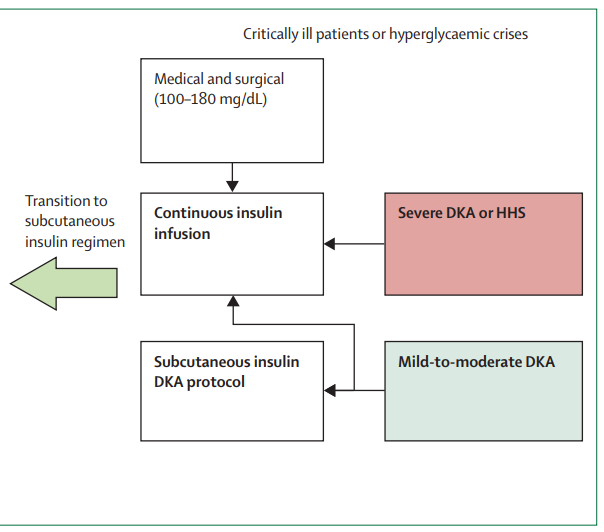 Critically ill patients or hyperglycaemic crises
Medical and surgical
(100–180 mg/dL)
Transition to
subcutaneous
insulin regimen
Continuous insulin
infusion
Severe DKA or HHS
Subcutaneous insulin
DKA protocol
Mild-to-moderate DKA